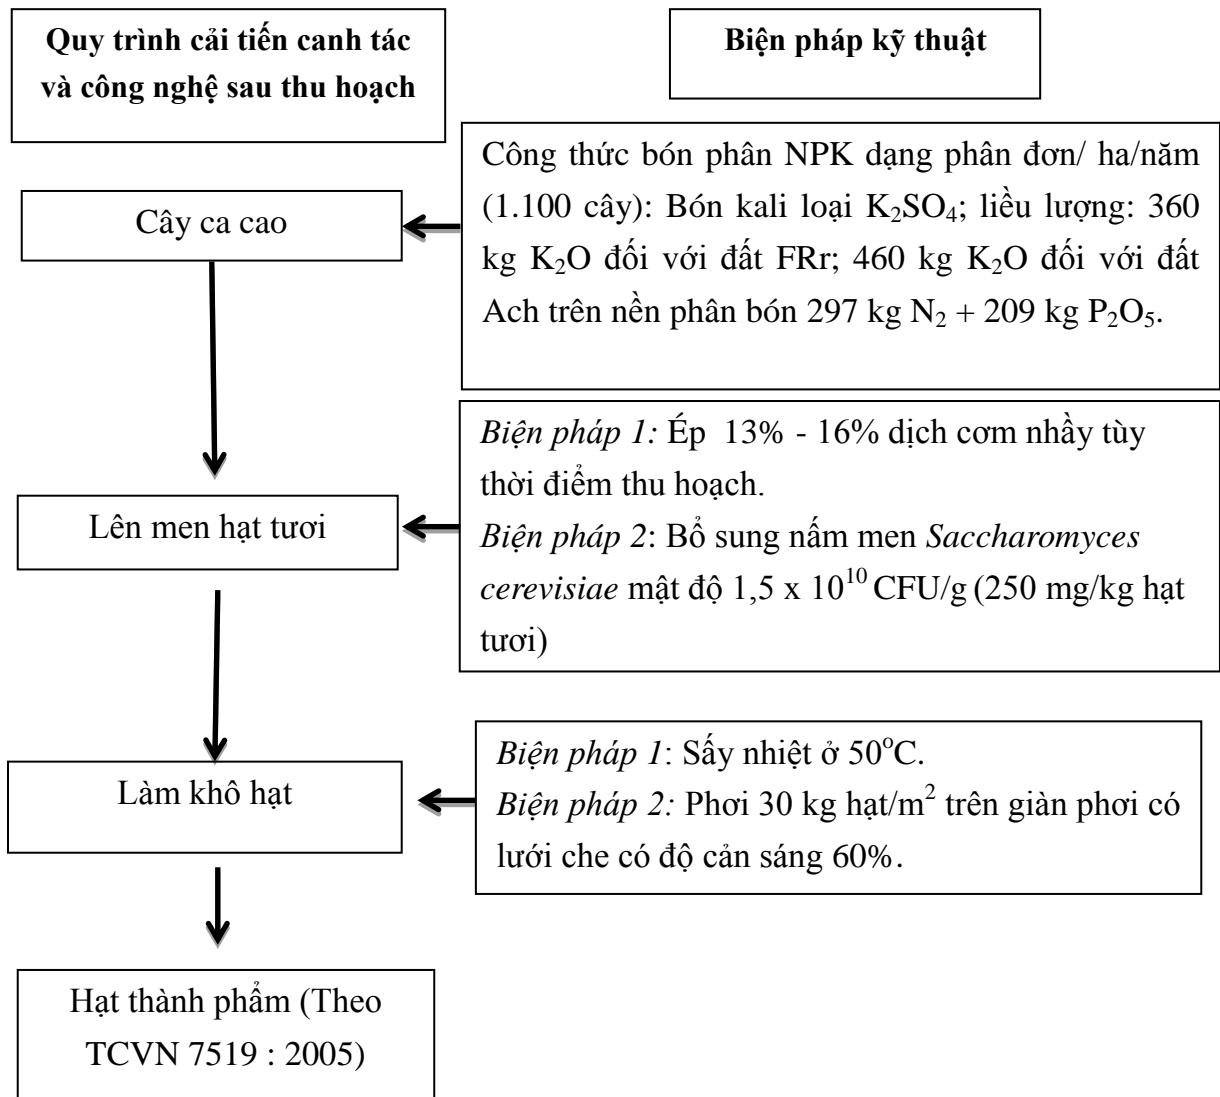 Quy trình cải tiến canh tác
và công nghệ sau thu hoạch
Biện pháp kỹ thuật
Cây ca cao
Công thức bón phân NPK dạng phân đơn/ ha/năm
(1.100 cây): Bón kali loại K₂SO₄; liều lượng: 360
kg K₂O đối với đất FRr; 460 kg K₂O đối với đất
Ach trên nền phân bón 297 kg N₂ + 209 kg P₂O₅.
Lên men hạt tươi
Biện pháp 1: Ép 13% - 16% dịch cơm nhầy tùy
thời điểm thu hoạch.
Biện pháp 2: Bổ sung nấm men Saccharomyces
cerevisiae mật độ 1,5 x 10¹⁰ CFU/g (250 mg/kg hạt
tươi)
Làm khô hạt
Biện pháp 1: Sấy nhiệt ở 50°C.
Biện pháp 2: Phơi 30 kg hạt/m² trên giàn phơi có
lưới che có độ cản sáng 60%.
Hạt thành phẩm (Theo
TCVN 7519 : 2005)